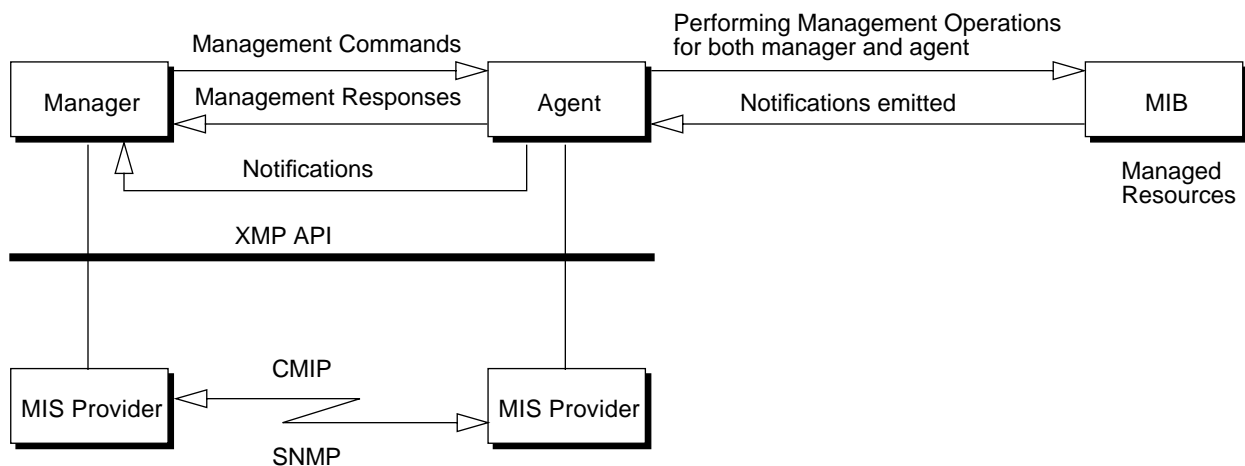 Performing Management Operations
for both manager and agent
Management Commands
Manager
Management Responses
Agent
Notifications emitted
MIB
Notifications
Managed
Resources
XMP API
CMIP
MIS Provider
MIS Provider
SNMP